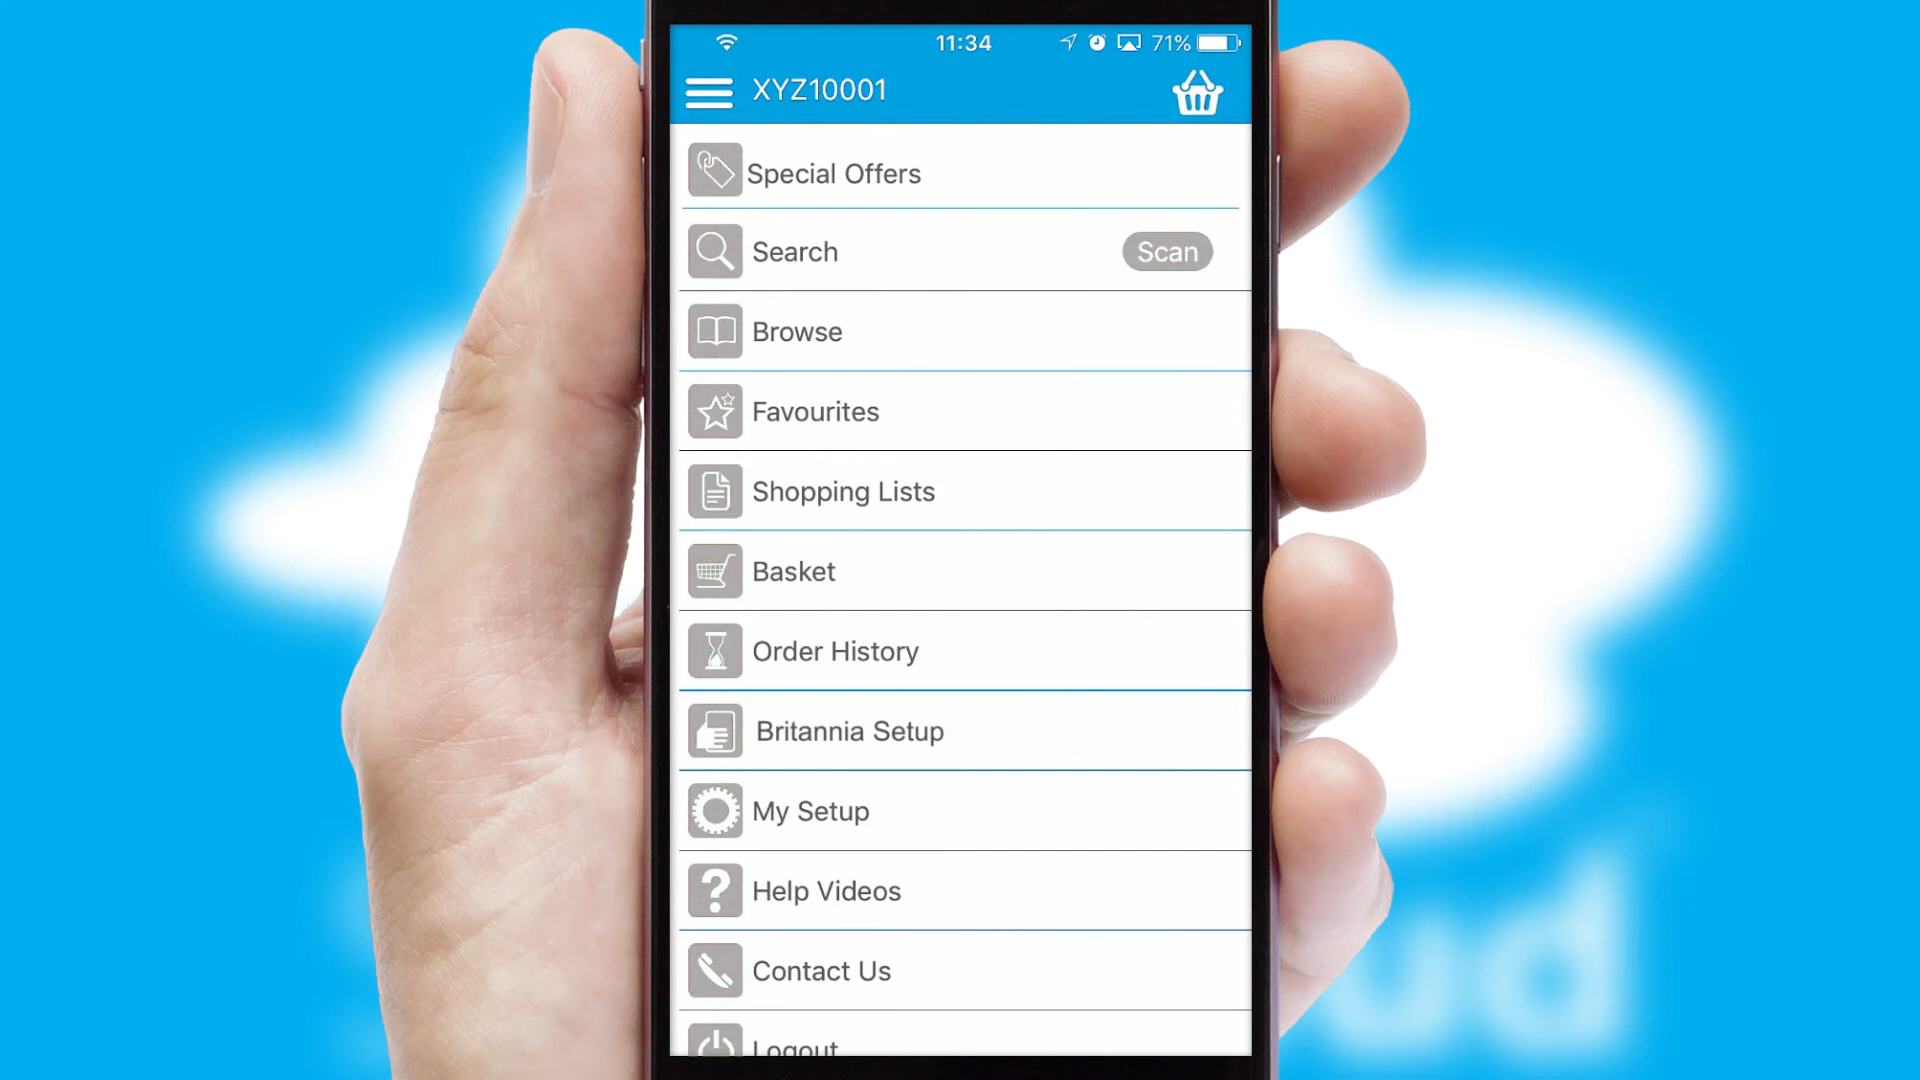 11:34 71%
XYZ10001
Special Offers
Search Scan
Browse
Favourites
Shopping Lists
Basket
Order History
Britannia Setup
My Setup
Help Videos
Contact Us
Logout
ud